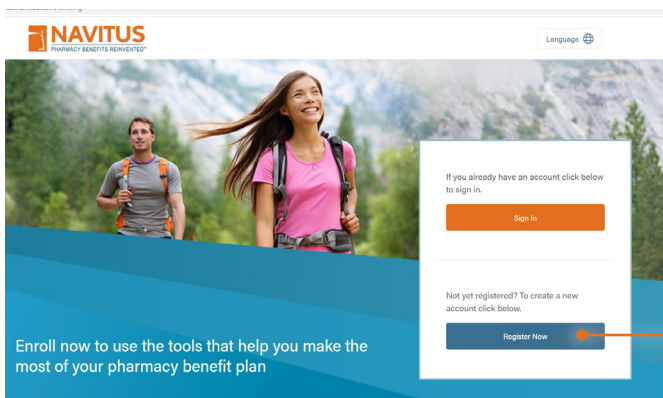 NAVITUS
PHARMACY BENEFITS REINVENTED™
Language
If you already have an account click below
to sign in.
Sign In
Not yet registered? To create a new
account click below.
Register Now
Enroll now to use the tools that help you make the
most of your pharmacy benefit plan